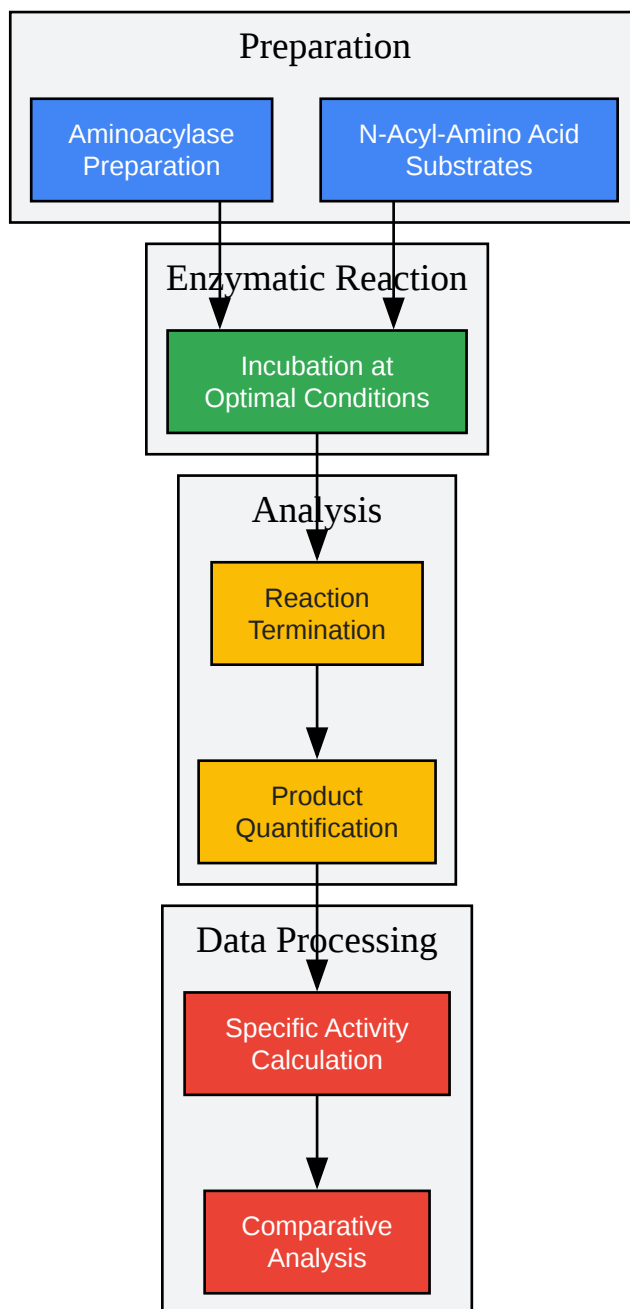 Preparation
Aminoacylase
Preparation
N-Acyl-Amino Acid
Substrates
Enzymatic Reaction
Incubation at
Optimal Conditions
Analysis
Reaction
Termination
Product
Quantification
Data Processing
Specific Activity
Calculation
Comparative
Analysis